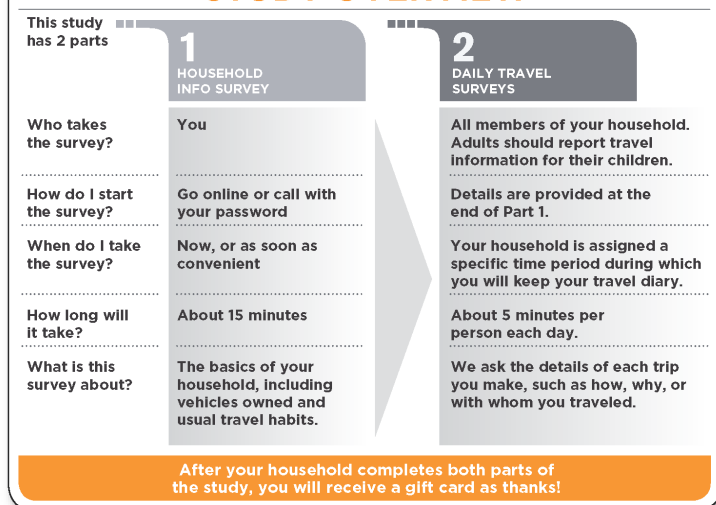 This study
has 2 parts
1
HOUSEHOLD
INFO SURVEY
2
DAILY TRAVEL
SURVEYS
Who takes
the survey?
You
All members of your household.
Adults should report travel
information for their children.
How do I start
the survey?
Go online or call with
your password
Details are provided at the
end of Part 1.
When do I take
the survey?
Now, or as soon as
convenient
Your household is assigned a
specific time period during which
you will keep your travel diary.
How long will
it take?
About 15 minutes
About 5 minutes per
person each day.
What is this
survey about?
The basics of your
household, including
vehicles owned and
usual travel habits.
We ask the details of each trip
you make, such as how, why, or
with whom you traveled.
After your household completes both parts of
the study, you will receive a gift card as thanks!